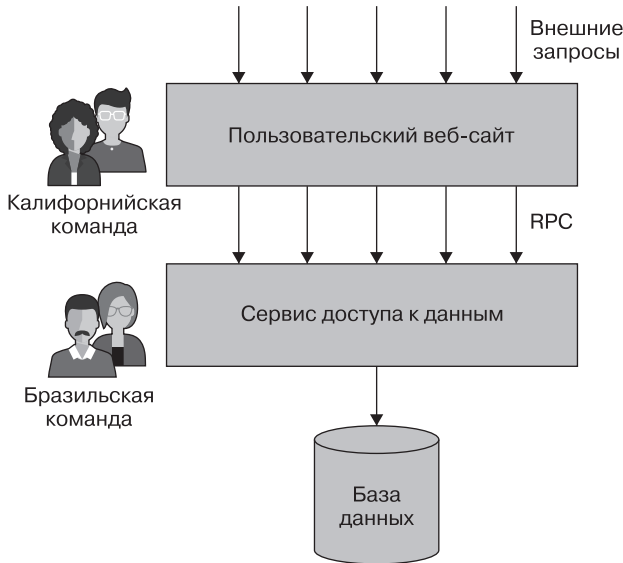 Внешние
запросы
Пользовательский веб-сайт
Калифорнийская
команда
RPC
Сервис доступа к данным
Бразильская
команда
База
данных